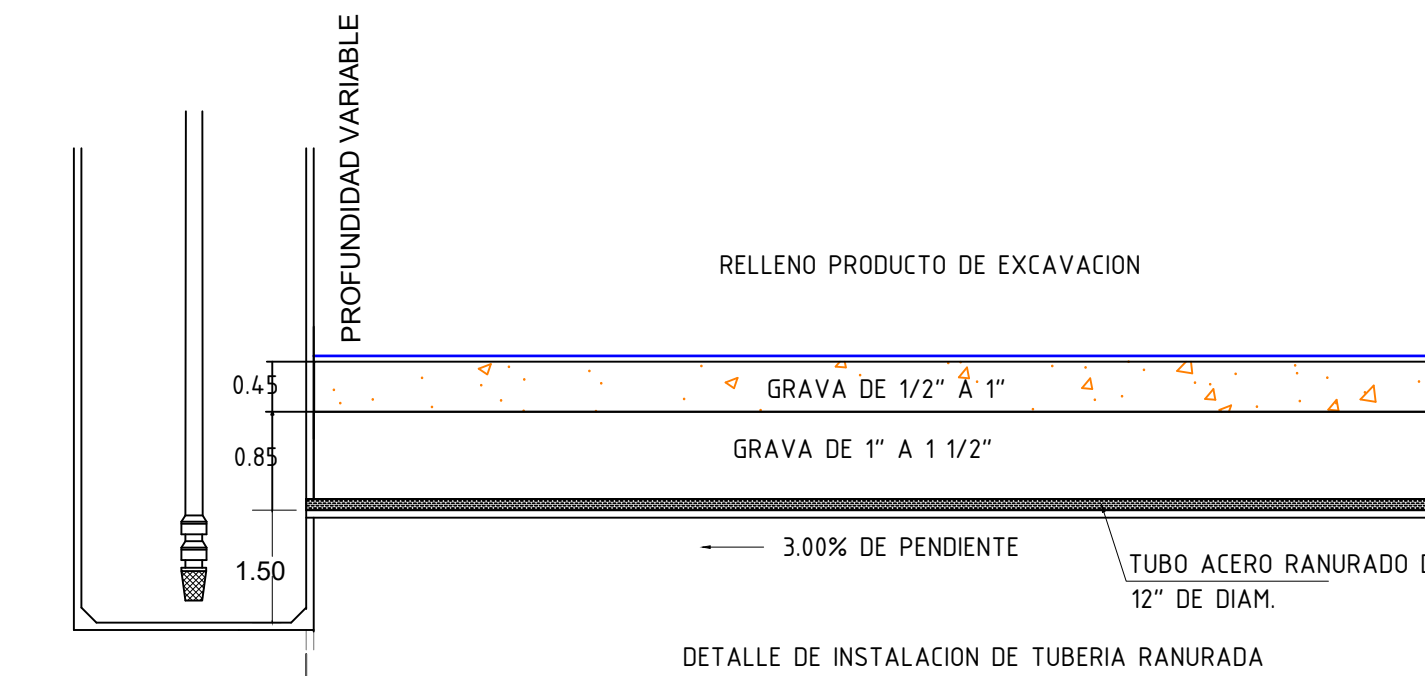 PROFUNDIDAD VARIABLE
RELLENO PRODUCTO DE EXCAVACION
0.45
GRAVA DE 1/2" A 1"
0.85
GRAVA DE 1" A 1 1/2"
3.00% DE PENDIENTE
1.50
TUBO ACERO RANURADO
12" DE DIAM.
DETALLE DE INSTALACION DE TUBERIA RANURADA